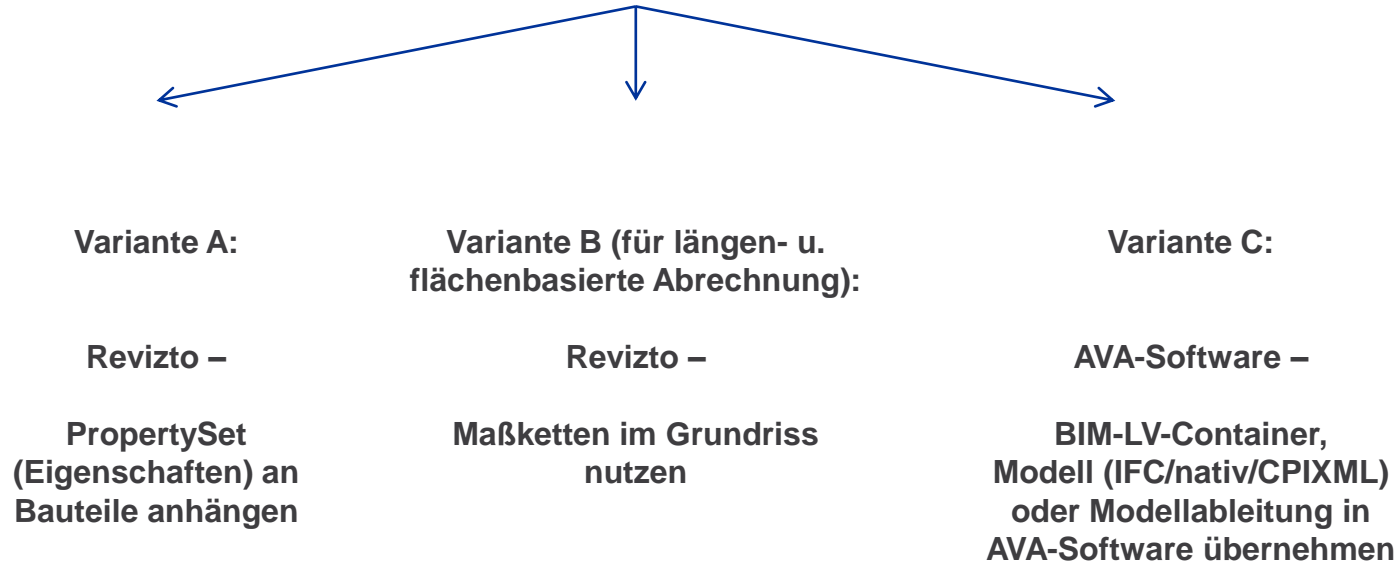 Variante A:
Revizto –
PropertySet
(Eigenschaften) an
Bauteile anhängen
Variante B (für längen- u.
flächenbasierte Abrechnung):
Revizto –
Maßketten im Grundriss
nutzen
Variante C:
AVA-Software –
BIM-LV-Container,
Modell (IFC/nativ/CPIXML)
oder Modellableitung in
AVA-Software übernehmen